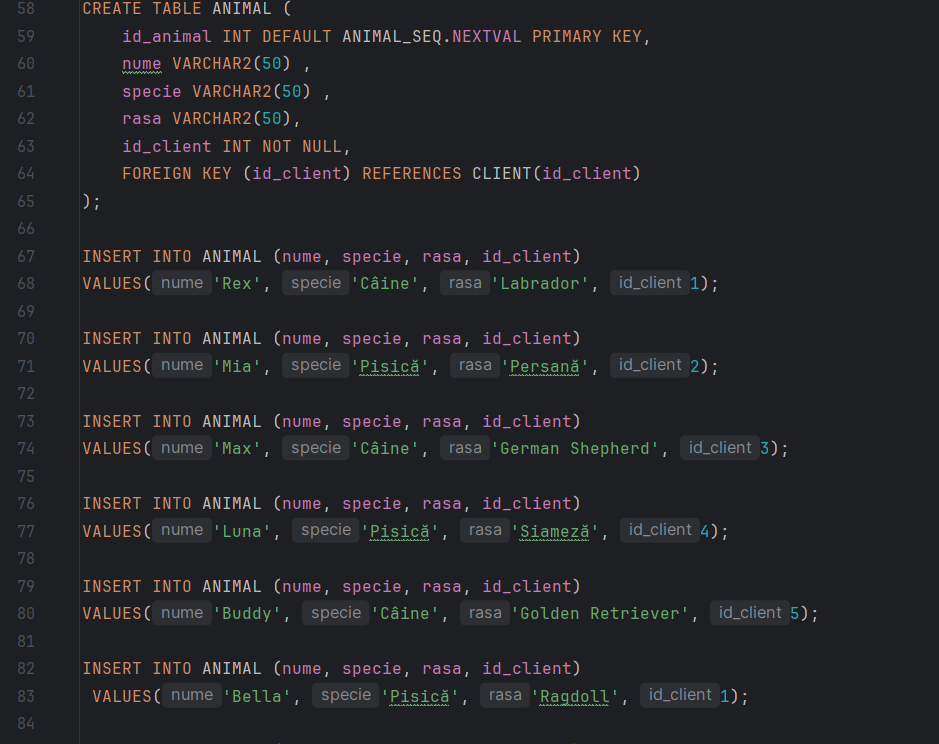 58 CREATE TABLE ANIMAL (
59 id_animal INT DEFAULT ANIMAL_SEQ.NEXTVAL PRIMARY KEY,
60 nume VARCHAR2(50) ,
61 specie VARCHAR2(50) ,
62 rasa VARCHAR2(50),
63 id_client INT NOT NULL,
64 FOREIGN KEY (id_client) REFERENCES CLIENT(id_client)
65 );
66
67 INSERT INTO ANIMAL (nume, specie, rasa, id_client)
68 VALUES( nume 'Rex', specie 'Câine', rasa 'Labrador', id_client 1);
69
70 INSERT INTO ANIMAL (nume, specie, rasa, id_client)
71 VALUES( nume 'Mia', specie 'Pisică', rasa 'Persană', id_client 2);
72
73 INSERT INTO ANIMAL (nume, specie, rasa, id_client)
74 VALUES( nume 'Max', specie 'Câine', rasa 'German Shepherd', id_client 3);
75
76 INSERT INTO ANIMAL (nume, specie, rasa, id_client)
77 VALUES( nume 'Luna', specie 'Pisică', rasa 'Siameză', id_client 4);
78
79 INSERT INTO ANIMAL (nume, specie, rasa, id_client)
80 VALUES( nume 'Buddy', specie 'Câine', rasa 'Golden Retriever', id_client 5);
81
82 INSERT INTO ANIMAL (nume, specie, rasa, id_client)
83 VALUES( nume 'Bella', specie 'Pisică', rasa 'Ragdoll', id_client 1);
84